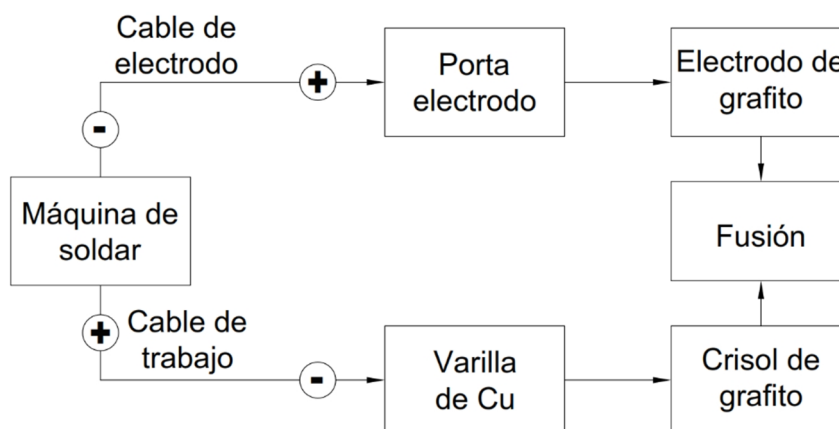 Cable de
electrodo
+
Porta
electrodo
Electrodo de
grafito
-
Máquina de
soldar
Fusión
+
Cable de
trabajo
-
Varilla
de Cu
Crisol de
grafito